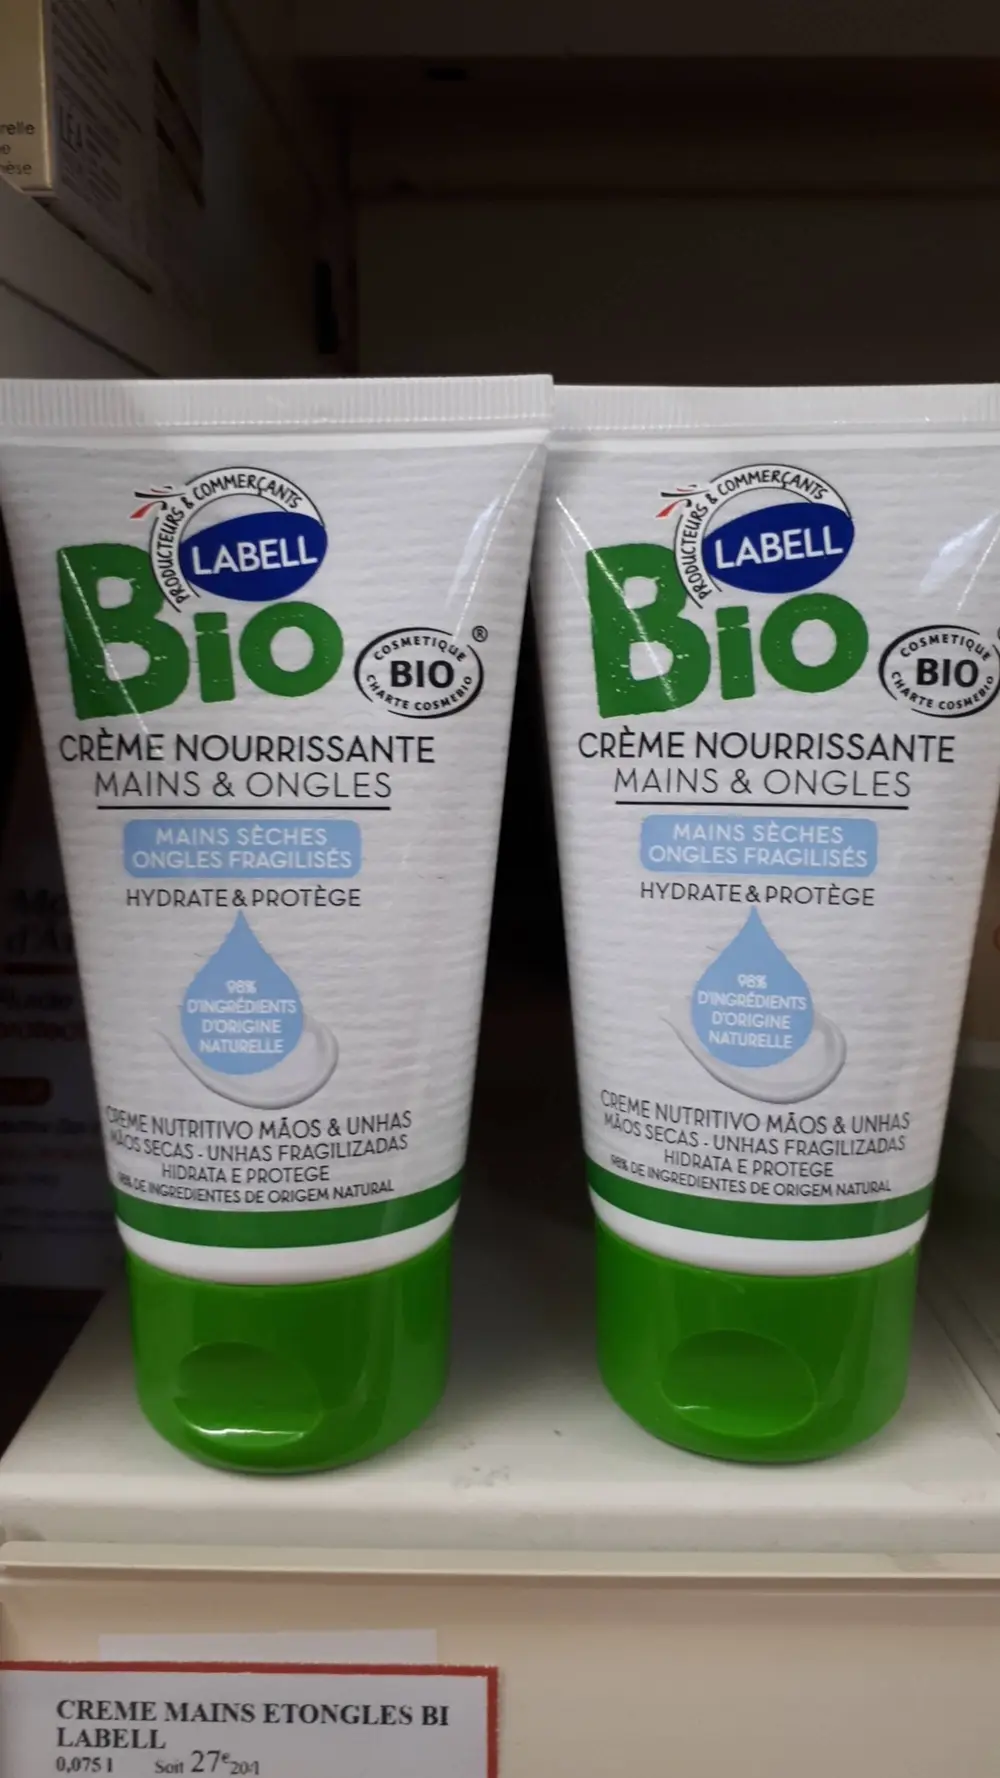 relle
e
nèse
LÉA
PRODUCTEURS & COMMERÇANTS
LABELL
Bio
COSMETIQUE
BIO
CHARTE COSMEBIO
®
CRÈME NOURRISSANTE
MAINS & ONGLES
MAINS SÈCHES
ONGLES FRAGILISÉS
HYDRATE & PROTÈGE
98%
D'INGRÉDIENTS
D'ORIGINE
NATURELLE
CREME NUTRITIVO MÃOS & UNHAS
MÃOS SECAS - UNHAS FRAGILIZADAS
HIDRATA E PROTEGE
98% DE INGREDIENTES DE ORIGEM NATURAL
PRODUCTEURS & COMMERÇANTS
LABELL
Bio
COSMETIQUE
BIO
CHARTE COSMEBIO
CRÈME NOURRISSANTE
MAINS & ONGLES
MAINS SÈCHES
ONGLES FRAGILISÉS
HYDRATE & PROTÈGE
98%
D'INGRÉDIENTS
D'ORIGINE
NATURELLE
CREME NUTRITIVO MÃOS & UNHAS
MÃOS SECAS - UNHAS FRAGILIZADAS
HIDRATA E PROTEGE
98% DE INGREDIENTES DE ORIGEM NATURAL
CREME MAINS ETONGLES BI
LABELL
0,075 l Soit 27€20/l